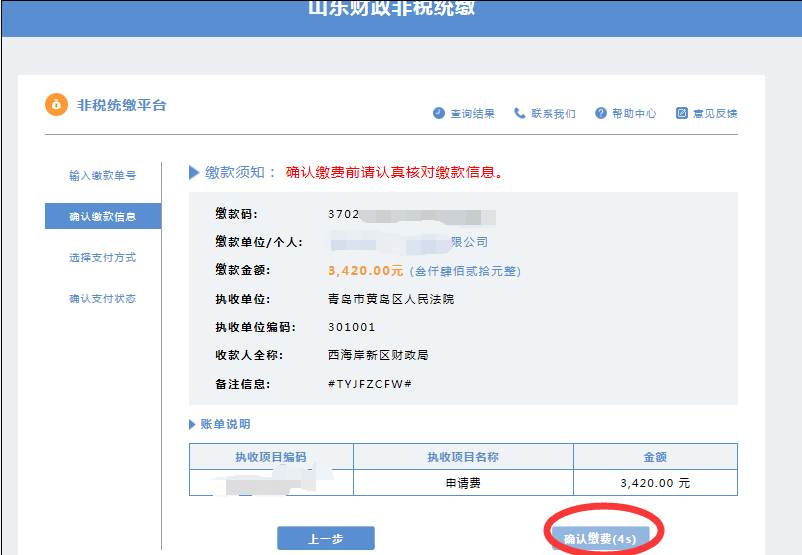 山东财政非税统缴
非税统缴平台
查询结果 联系我们 帮助中心 意见反馈
输入缴款单号
确认缴款信息
选择支付方式
确认支付状态
缴款须知： 确认缴费前请认真核对缴款信息。
缴款码: 3702
缴款单位/个人: 限公司
缴款金额: 3,420.00元 (叁仟肆佰贰拾元整)
执收单位: 青岛市黄岛区人民法院
执收单位编码: 301001
收款人全称: 西海岸新区财政局
备注信息: #TYJFZCFW#
账单说明
执收项目编码 执收项目名称 金额
申请费 3,420.00 元
上一步 确认缴费(4s)